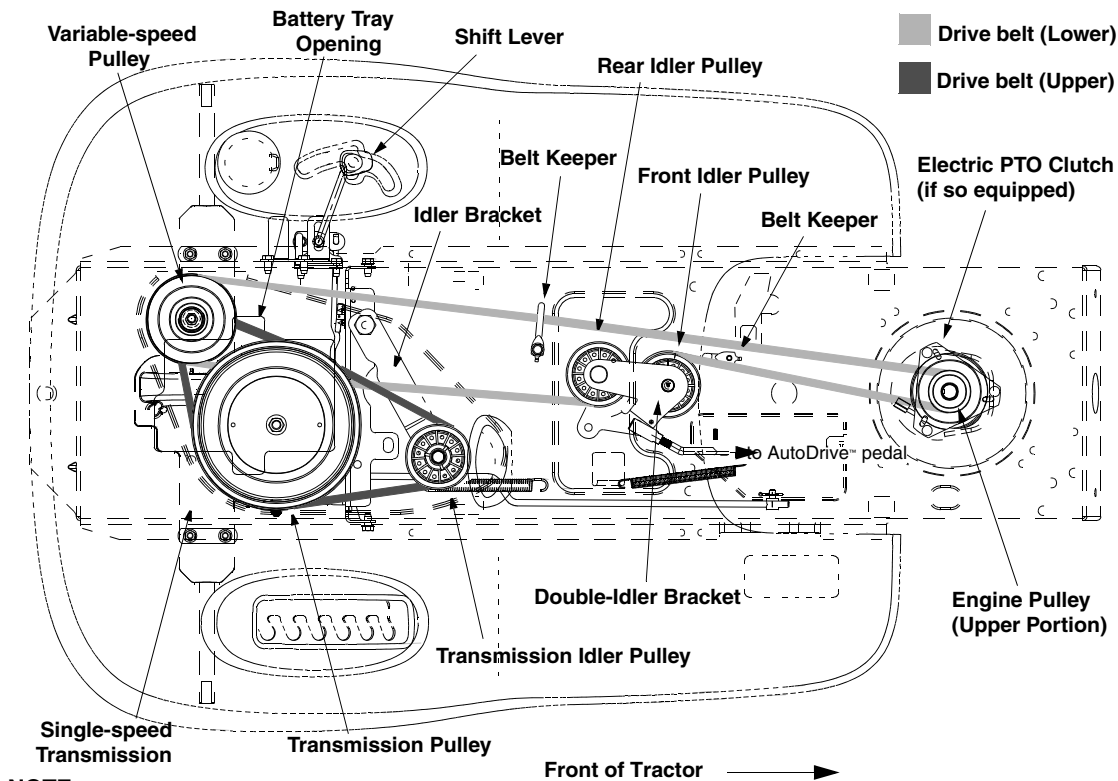 Variable-speed
Pulley
Battery Tray
Opening
Shift Lever
Rear Idler Pulley
Drive belt (Lower)
Drive belt (Upper)
Belt Keeper
Front Idler Pulley
Electric PTO Clutch
(if so equipped)
Idler Bracket
Belt Keeper
to AutoDrive™ pedal
Double-Idler Bracket
Engine Pulley
(Upper Portion)
Transmission Idler Pulley
Single-speed
Transmission
Transmission Pulley
Front of Tractor